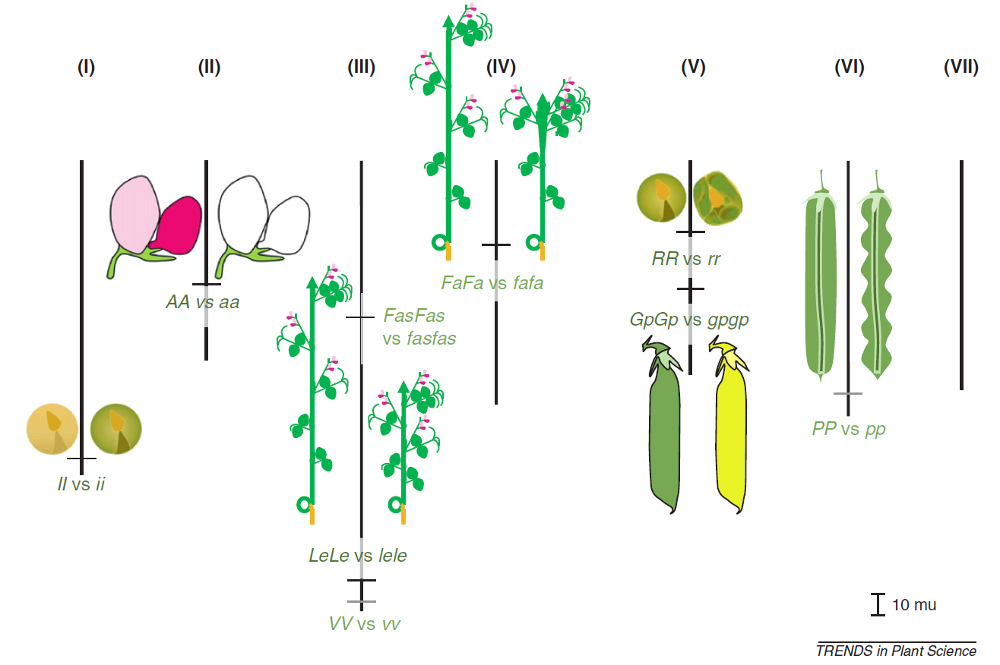 (I)
(II)
(III)
(IV)
(V)
(VI)
(VII)
RR vs rr
FaFa vs fafa
AA vs aa
FasFas
vs fasfas
GpGp vs gpgp
PP vs pp
II vs ii
LeLe vs lele
10 mu
VV vs vv
TRENDS in Plant Science